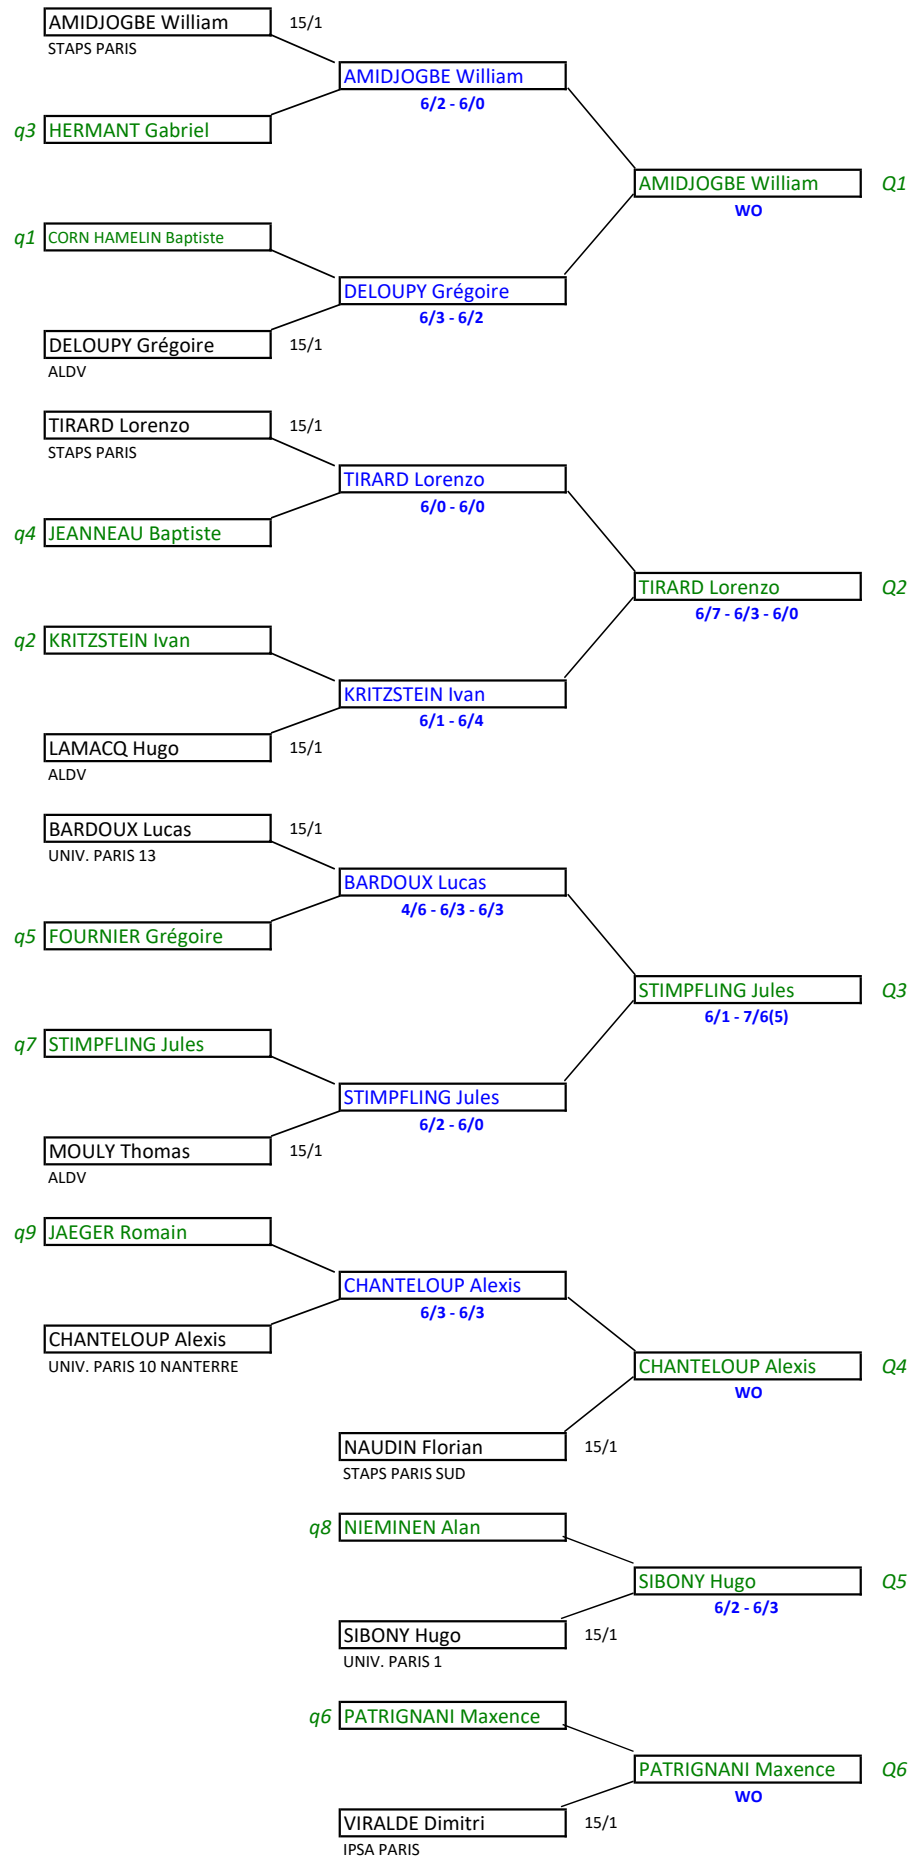 AMIDJOGBE William 15/1
STAPS PARIS
AMIDJOGBE William
6/2 - 6/0
q3 HERMANT Gabriel
AMIDJOGBE William Q1
WO
q1 CORN HAMELIN Baptiste
DELOUPY Grégoire
6/3 - 6/2
DELOUPY Grégoire 15/1
ALDV
TIRARD Lorenzo 15/1
STAPS PARIS
TIRARD Lorenzo
6/0 - 6/0
q4 JEANNEAU Baptiste
TIRARD Lorenzo Q2
6/7 - 6/3 - 6/0
q2 KRITZSTEIN Ivan
KRITZSTEIN Ivan
6/1 - 6/4
LAMACQ Hugo 15/1
ALDV
BARDOUX Lucas 15/1
UNIV. PARIS 13
BARDOUX Lucas
4/6 - 6/3 - 6/3
q5 FOURNIER Grégoire
STIMPFLING Jules Q3
6/1 - 7/6(5)
q7 STIMPFLING Jules
STIMPFLING Jules
6/2 - 6/0
MOULY Thomas 15/1
ALDV
q9 JAEGER Romain
CHANTELOUP Alexis
6/3 - 6/3
CHANTELOUP Alexis
UNIV. PARIS 10 NANTERRE
CHANTELOUP Alexis Q4
WO
NAUDIN Florian 15/1
STAPS PARIS SUD
q8 NIEMINEN Alan
SIBONY Hugo Q5
6/2 - 6/3
SIBONY Hugo 15/1
UNIV. PARIS 1
q6 PATRIGNANI Maxence
PATRIGNANI Maxence Q6
WO
VIRALDE Dimitri 15/1
IPSA PARIS